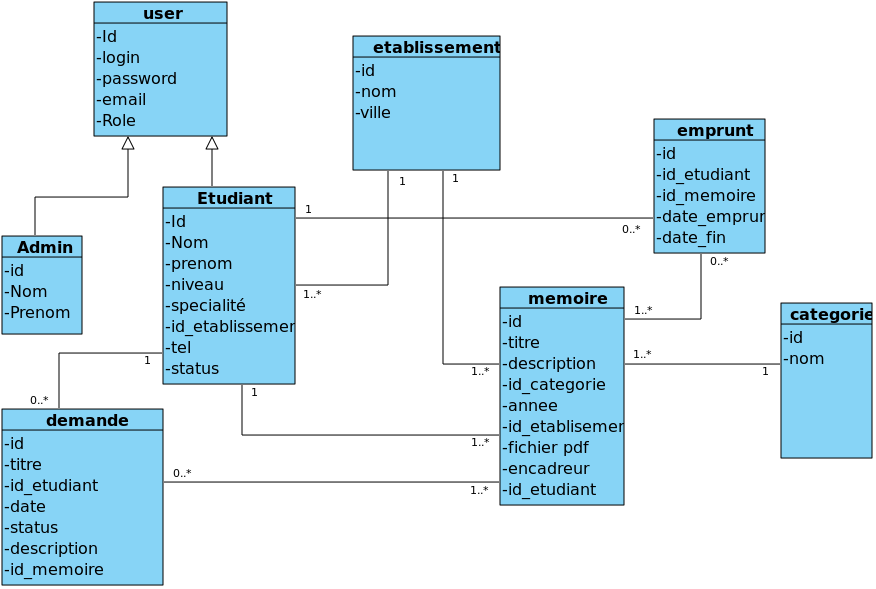 user
-Id
-login
-password
-email
-Role
etablissement
-id
-nom
-ville
emprunt
-id
-id_etudiant
-id_memoire
-date_emprur
-date_fin
Etudiant
-Id
-Nom
-prenom
-niveau
-specialité
-id_etablissemer
-tel
-status
Admin
-id
-Nom
-Prenom
memoire
-id
-titre
-description
-id_categorie
-annee
-id_etablisemer
-fichier pdf
-encadreur
-id_etudiant
categorie
-id
-nom
demande
-id
-titre
-id_etudiant
-date
-status
-description
-id_memoire
1
1
1
0..*
0..*
1..*
1..*
1..*
1
1
0..*
1..*
1
1..*
0..*
1..*